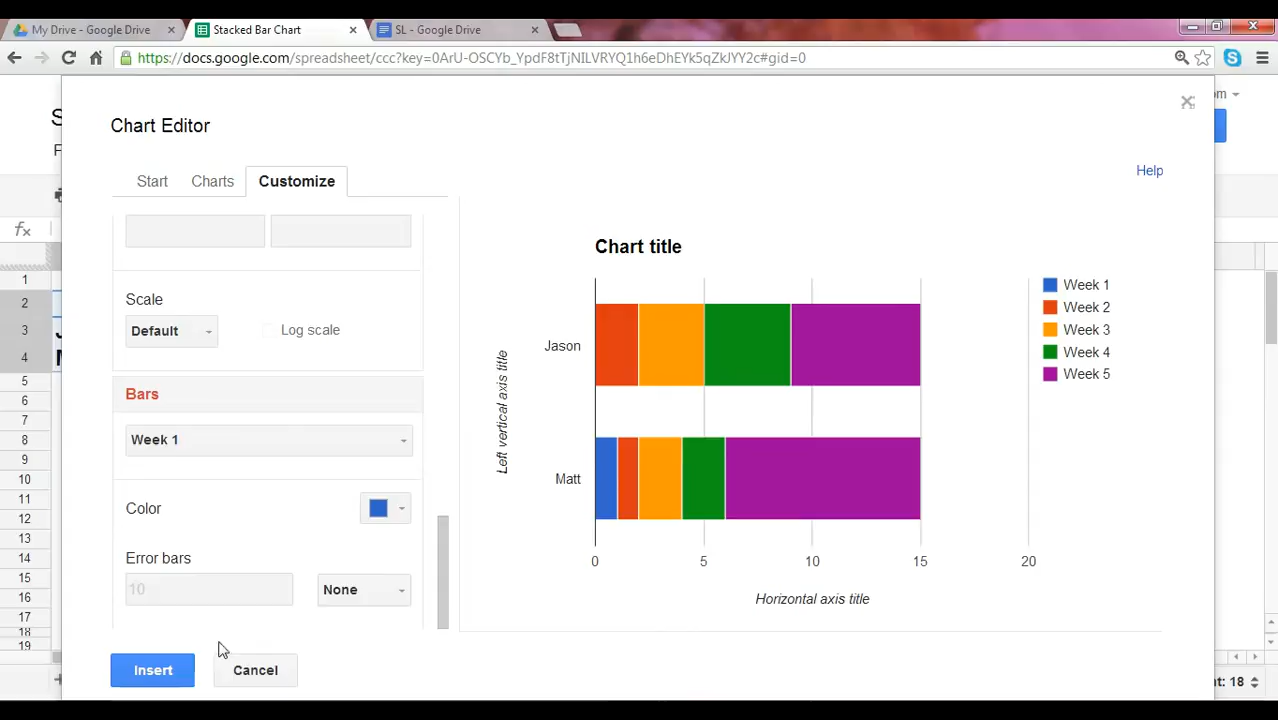 My Drive - Google Drive
Stacked Bar Chart
SL - Google Drive
https://docs.google.com/spreadsheet/ccc?key=0ArU-OSCYb_YpdF8tTjNILVRYQ1h6eDhEYk5qZkJYY2c#gid=0
S
om
Chart Editor
F
Help
Start
Charts
Customize
fx
Chart title
1
2
3
4
5
6
7
8
9
10
11
12
13
14
15
16
17
18
19
Scale
Default
Log scale
Bars
Week 1
Color
Error bars
10
None
Insert
Cancel
Left vertical axis title
Jason
Matt
0 5 10 15 20
Horizontal axis title
Week 1
Week 2
Week 3
Week 4
Week 5
nt: 18